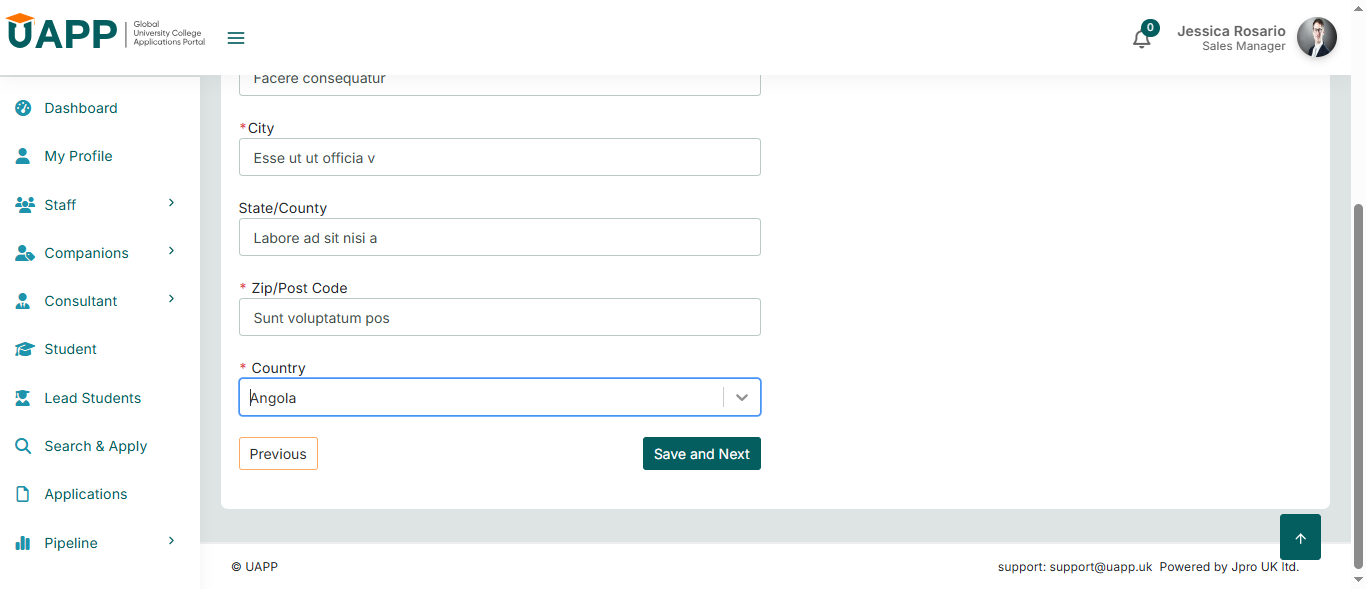 UAPP
Global
University College
Applications Portal
0
Jessica Rosario
Sales Manager
Dashboard
My Profile
Staff
Companions
Consultant
Student
Lead Students
Search & Apply
Applications
Pipeline
Facere consequatur
*City
Esse ut ut officia v
State/County
Labore ad sit nisi a
* Zip/Post Code
Sunt voluptatum pos
* Country
Angola
Previous
Save and Next
© UAPP
support: support@uapp.uk Powered by Jpro UK ltd.